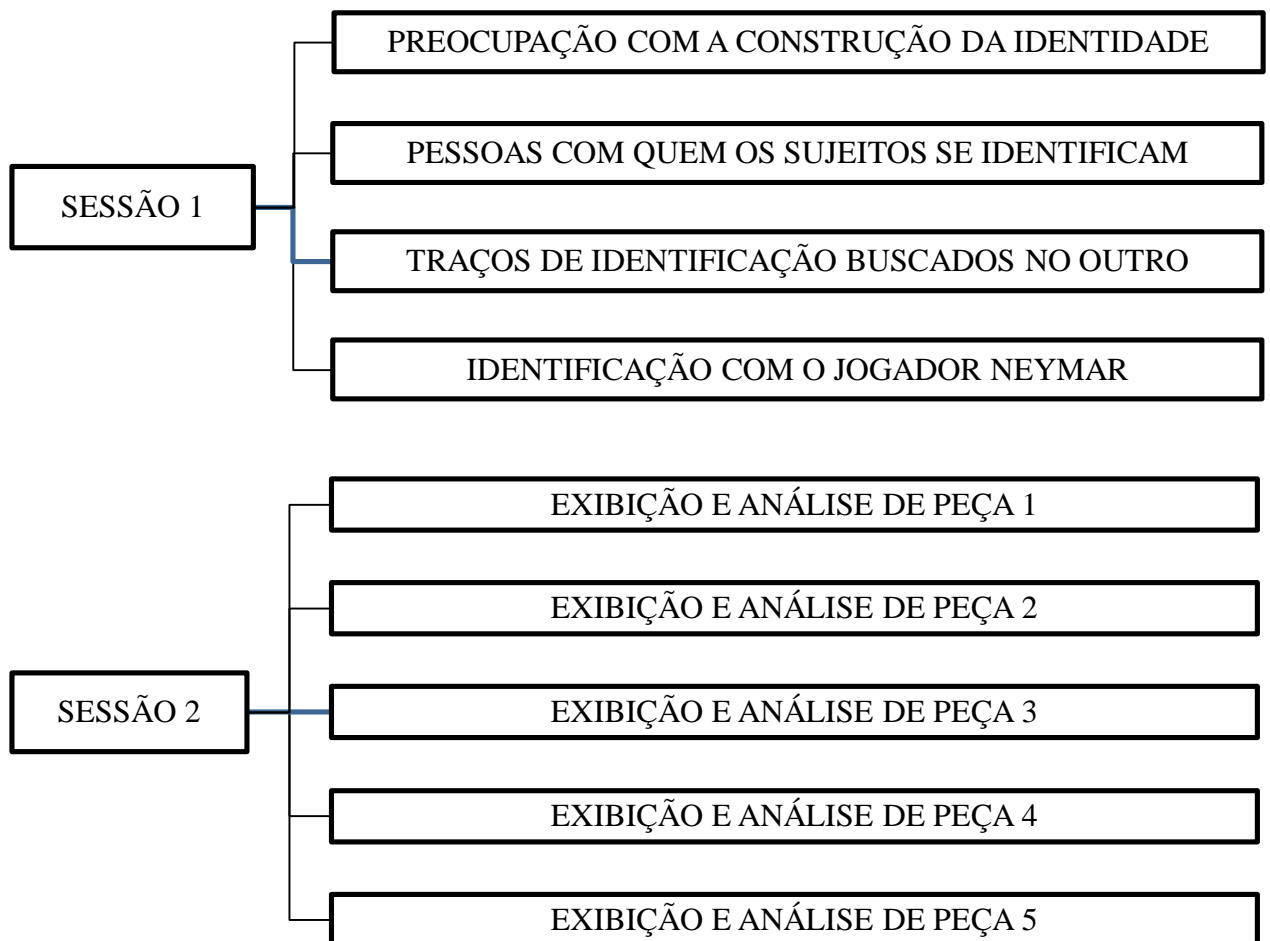 SESSÃO 1
PREOCUPAÇÃO COM A CONSTRUÇÃO DA IDENTIDADE
PESSOAS COM QUEM OS SUJEITOS SE IDENTIFICAM
TRAÇOS DE IDENTIFICAÇÃO BUSCADOS NO OUTRO
IDENTIFICAÇÃO COM O JOGADOR NEYMAR
SESSÃO 2
EXIBIÇÃO E ANÁLISE DE PEÇA 1
EXIBIÇÃO E ANÁLISE DE PEÇA 2
EXIBIÇÃO E ANÁLISE DE PEÇA 3
EXIBIÇÃO E ANÁLISE DE PEÇA 4
EXIBIÇÃO E ANÁLISE DE PEÇA 5